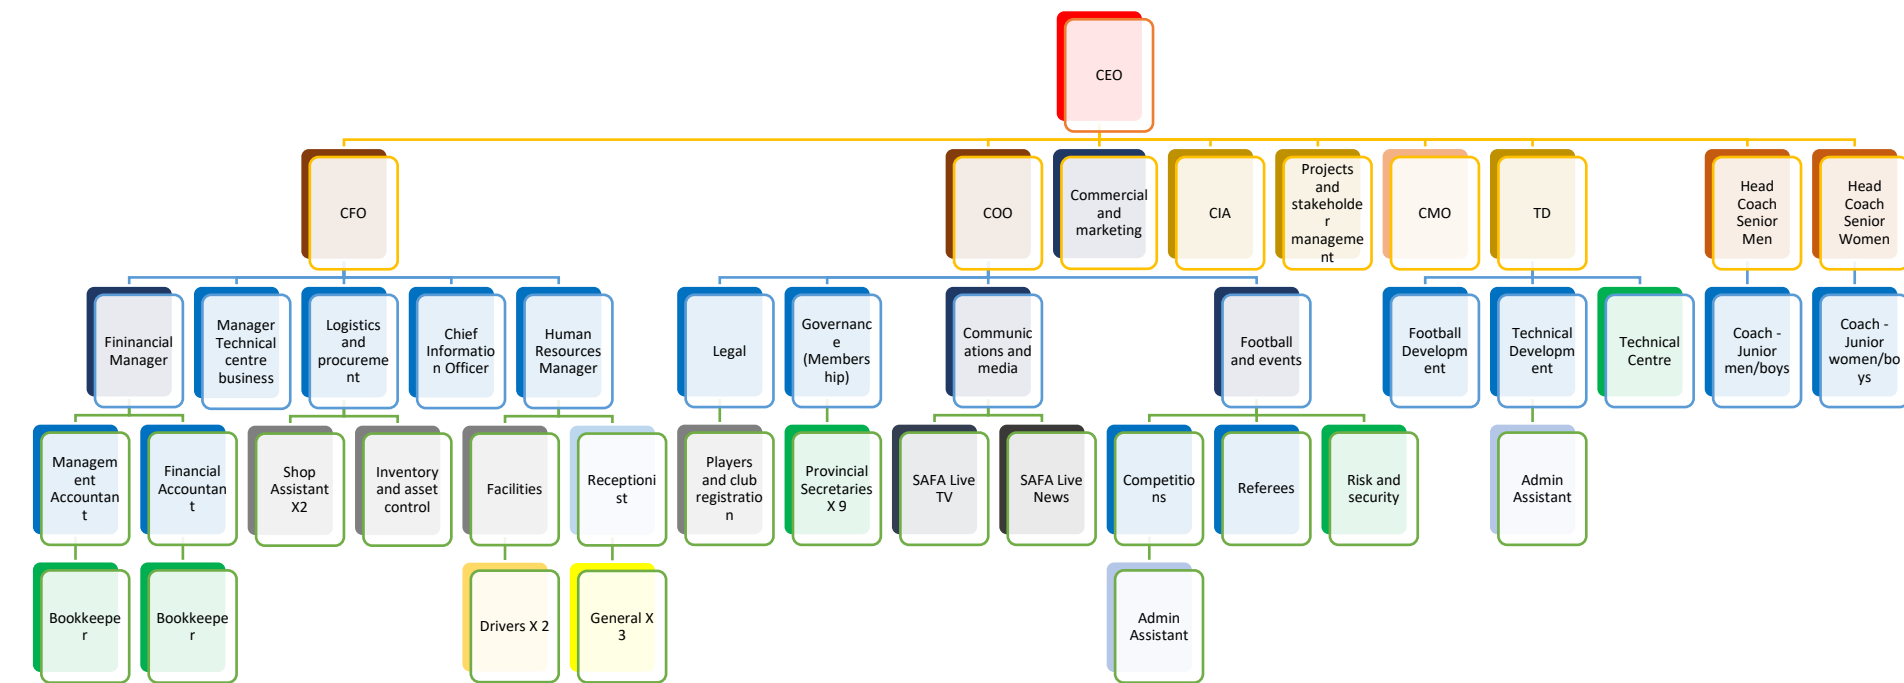 CEO
CFO
COO
Commercial
and
marketing
CIA
Projects
and
stakeholde
r
manageme
nt
CMO
TD
Head
Coach
Senior
Men
Head
Coach
Senior
Women
Fininancial
Manager
Manager
Technical
centre
business
Logistics
and
procureme
nt
Chief
Informatio
n Officer
Human
Resources
Manager
Legal
Governanc
e
(Members
hip)
Communic
ations and
media
Football
and events
Football
Developm
ent
Technical
Developm
ent
Technical
Centre
Coach -
Junior
men/boys
Coach -
Junior
women/bo
ys
Managem
ent
Accountan
t
Financial
Accountan
t
Shop
Assistant
X2
Inventory
and asset
control
Facilities
Receptioni
st
Players
and club
registratio
n
Provincial
Secretaries
X 9
SAFA Live
TV
SAFA Live
News
Competitio
ns
Referees
Risk and
security
Admin
Assistant
Bookkeepe
r
Bookkeepe
r
Drivers X 2
General X
3
Admin
Assistant